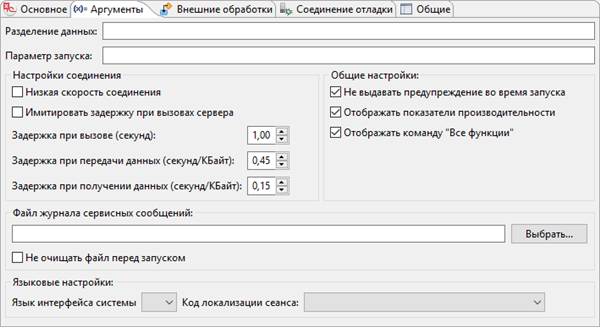 Основное (x)= Аргументы Внешние обработки Соединение отладки Общие
Разделение данных:
Параметр запуска:
Настройки соединения
Низкая скорость соединения
Имитировать задержку при вызовах сервера
Задержка при вызове (секунд): 1,00
Задержка при передачи данных (секунд/КБайт): 0,45
Задержка при получении данных (секунд/КБайт): 0,15
Общие настройки:
Не выдавать предупреждение во время запуска
Отображать показатели производительности
Отображать команду "Все функции"
Файл журнала сервисных сообщений:
Выбрать...
Не очищать файл перед запуском
Языковые настройки:
Язык интерфейса системы Код локализации сеанса: